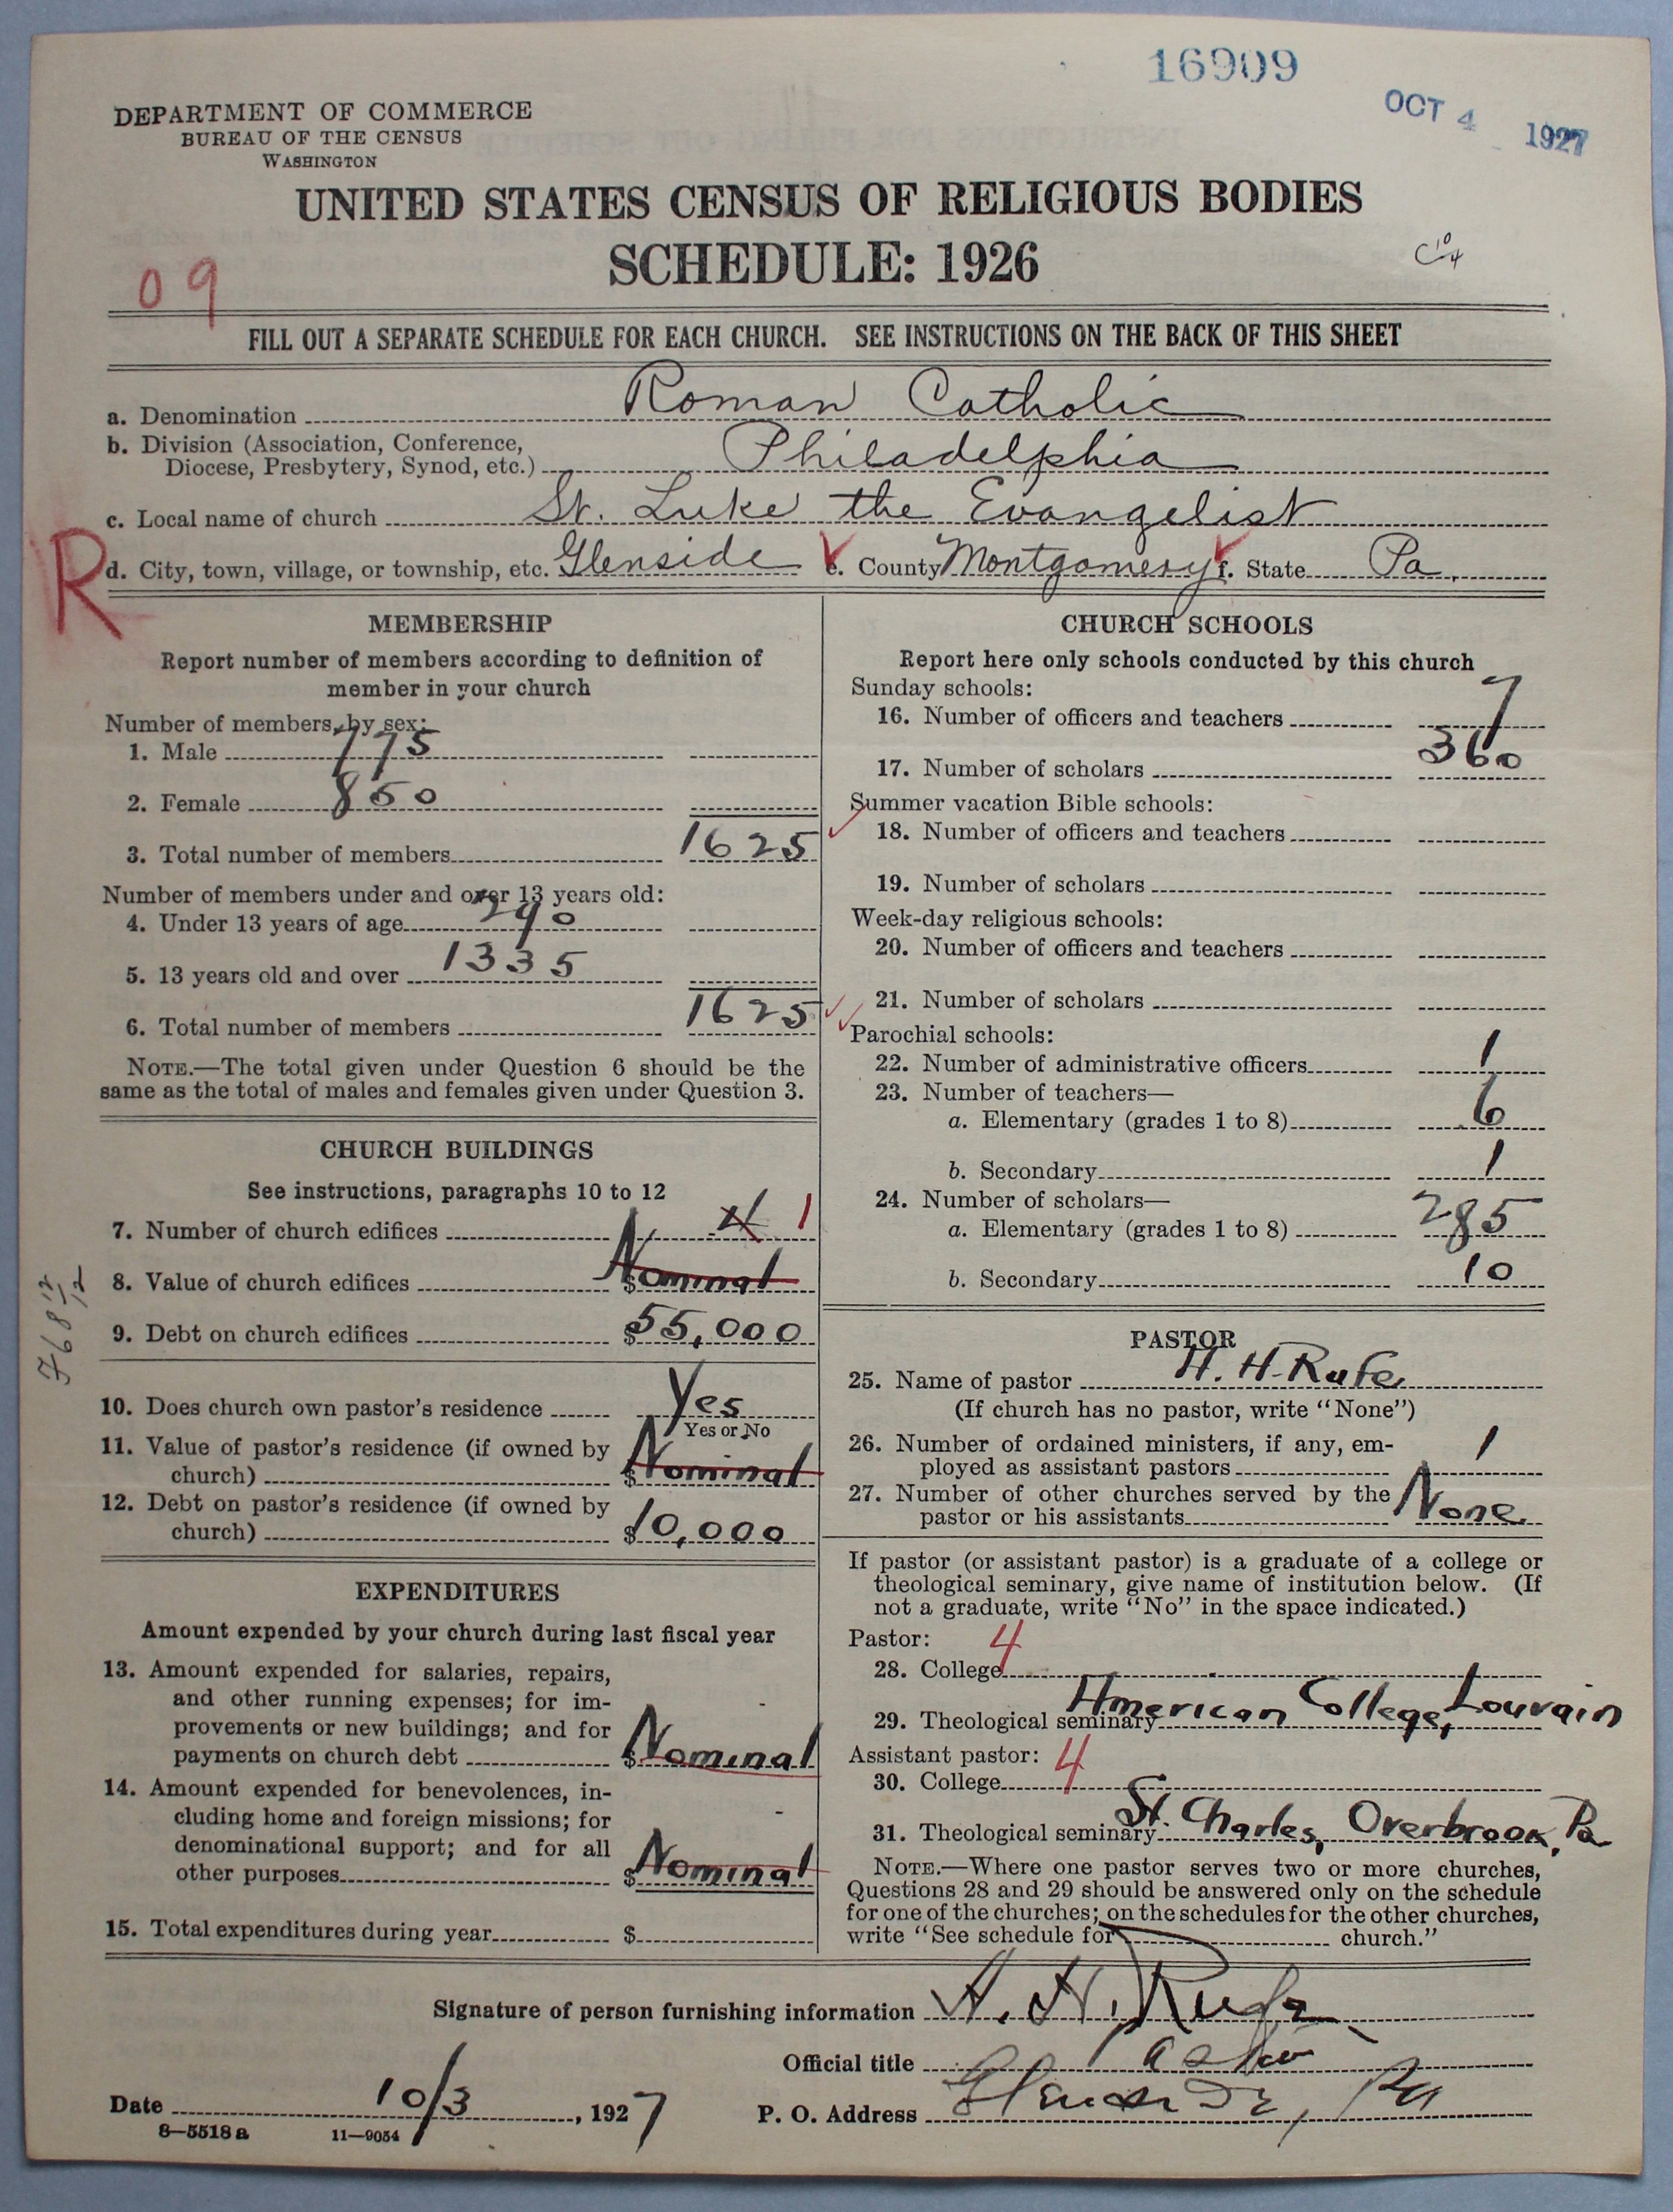 16909
OCT 4 1927
DEPARTMENT OF COMMERCE
BUREAU OF THE CENSUS
WASHINGTON
UNITED STATES CENSUS OF RELIGIOUS BODIES
SCHEDULE: 1926
C 10/4
09
FILL OUT A SEPARATE SCHEDULE FOR EACH CHURCH. SEE INSTRUCTIONS ON THE BACK OF THIS SHEET
a. Denomination Roman Catholic
b. Division (Association, Conference,
Diocese, Presbytery, Synod, etc.) Philadelphia
c. Local name of church St. Luke the Evangelist
R
d. City, town, village, or township, etc. Glenside e. County Montgomery f. State Pa.
MEMBERSHIP
Report number of members according to definition of
member in your church
Number of members, by sex:
1. Male 775
2. Female 850
3. Total number of members 1625
Number of members under and over 13 years old:
4. Under 13 years of age 290
5. 13 years old and over 1335
6. Total number of members 1625
NOTE.—The total given under Question 6 should be the
same as the total of males and females given under Question 3.
CHURCH BUILDINGS
See instructions, paragraphs 10 to 12
7. Number of church edifices 4 1
8. Value of church edifices $ Nominal
9. Debt on church edifices $ 55,000
10. Does church own pastor's residence Yes
Yes or No
11. Value of pastor's residence (if owned by
church) $ Nominal
12. Debt on pastor's residence (if owned by
church) $ 10,000
EXPENDITURES
Amount expended by your church during last fiscal year
13. Amount expended for salaries, repairs,
and other running expenses; for im-
provements or new buildings; and for
payments on church debt $ Nominal
14. Amount expended for benevolences, in-
cluding home and foreign missions; for
denominational support; and for all
other purposes $ Nominal
15. Total expenditures during year $
CHURCH SCHOOLS
Report here only schools conducted by this church
Sunday schools:
16. Number of officers and teachers 7
17. Number of scholars 360
Summer vacation Bible schools:
18. Number of officers and teachers
19. Number of scholars
Week-day religious schools:
20. Number of officers and teachers
21. Number of scholars
Parochial schools:
22. Number of administrative officers 1
23. Number of teachers—
a. Elementary (grades 1 to 8) 6
b. Secondary 1
24. Number of scholars—
a. Elementary (grades 1 to 8) 285
b. Secondary 10
PASTOR
25. Name of pastor H. H. Rufe
(If church has no pastor, write "None")
26. Number of ordained ministers, if any, em-
ployed as assistant pastors 1
27. Number of other churches served by the
pastor or his assistants None
If pastor (or assistant pastor) is a graduate of a college or
theological seminary, give name of institution below. (If
not a graduate, write "No" in the space indicated.)
Pastor: 4
28. College
29. Theological seminary American College, Louvain
Assistant pastor: 4
30. College
31. Theological seminary St. Charles, Overbrook, Pa
NOTE.—Where one pastor serves two or more churches,
Questions 28 and 29 should be answered only on the schedule
for one of the churches; on the schedules for the other churches,
write "See schedule for church."
Signature of person furnishing information H. H. Rufe
Official title Pastor
Date 10/3, 1927 P. O. Address Glenside, Pa
8—5518a 11—9054